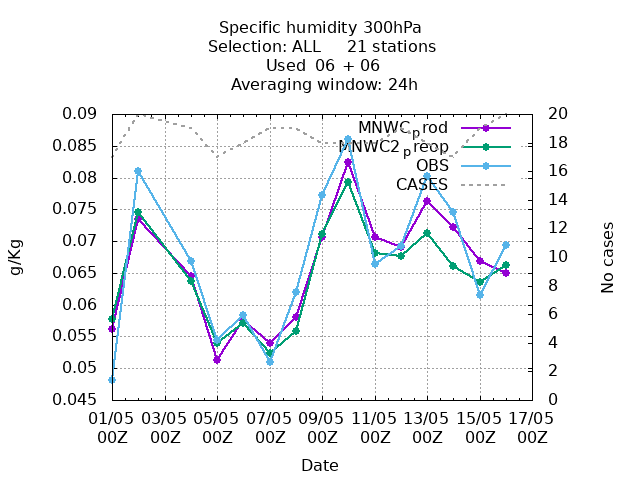 Specific humidity 300hPa
Selection: ALL 21 stations
Used 06 + 06
Averaging window: 24h
MNWC_prod
MNWC2_preop
OBS
CASES
0.09
0.085
0.08
0.075
0.07
0.065
0.06
0.055
0.05
0.045
20
18
16
14
12
10
8
6
4
2
0
g/Kg
No cases
01/05 03/05 05/05 07/05 09/05 11/05 13/05 15/05 17/05
00Z 00Z 00Z 00Z 00Z 00Z 00Z 00Z 00Z
Date